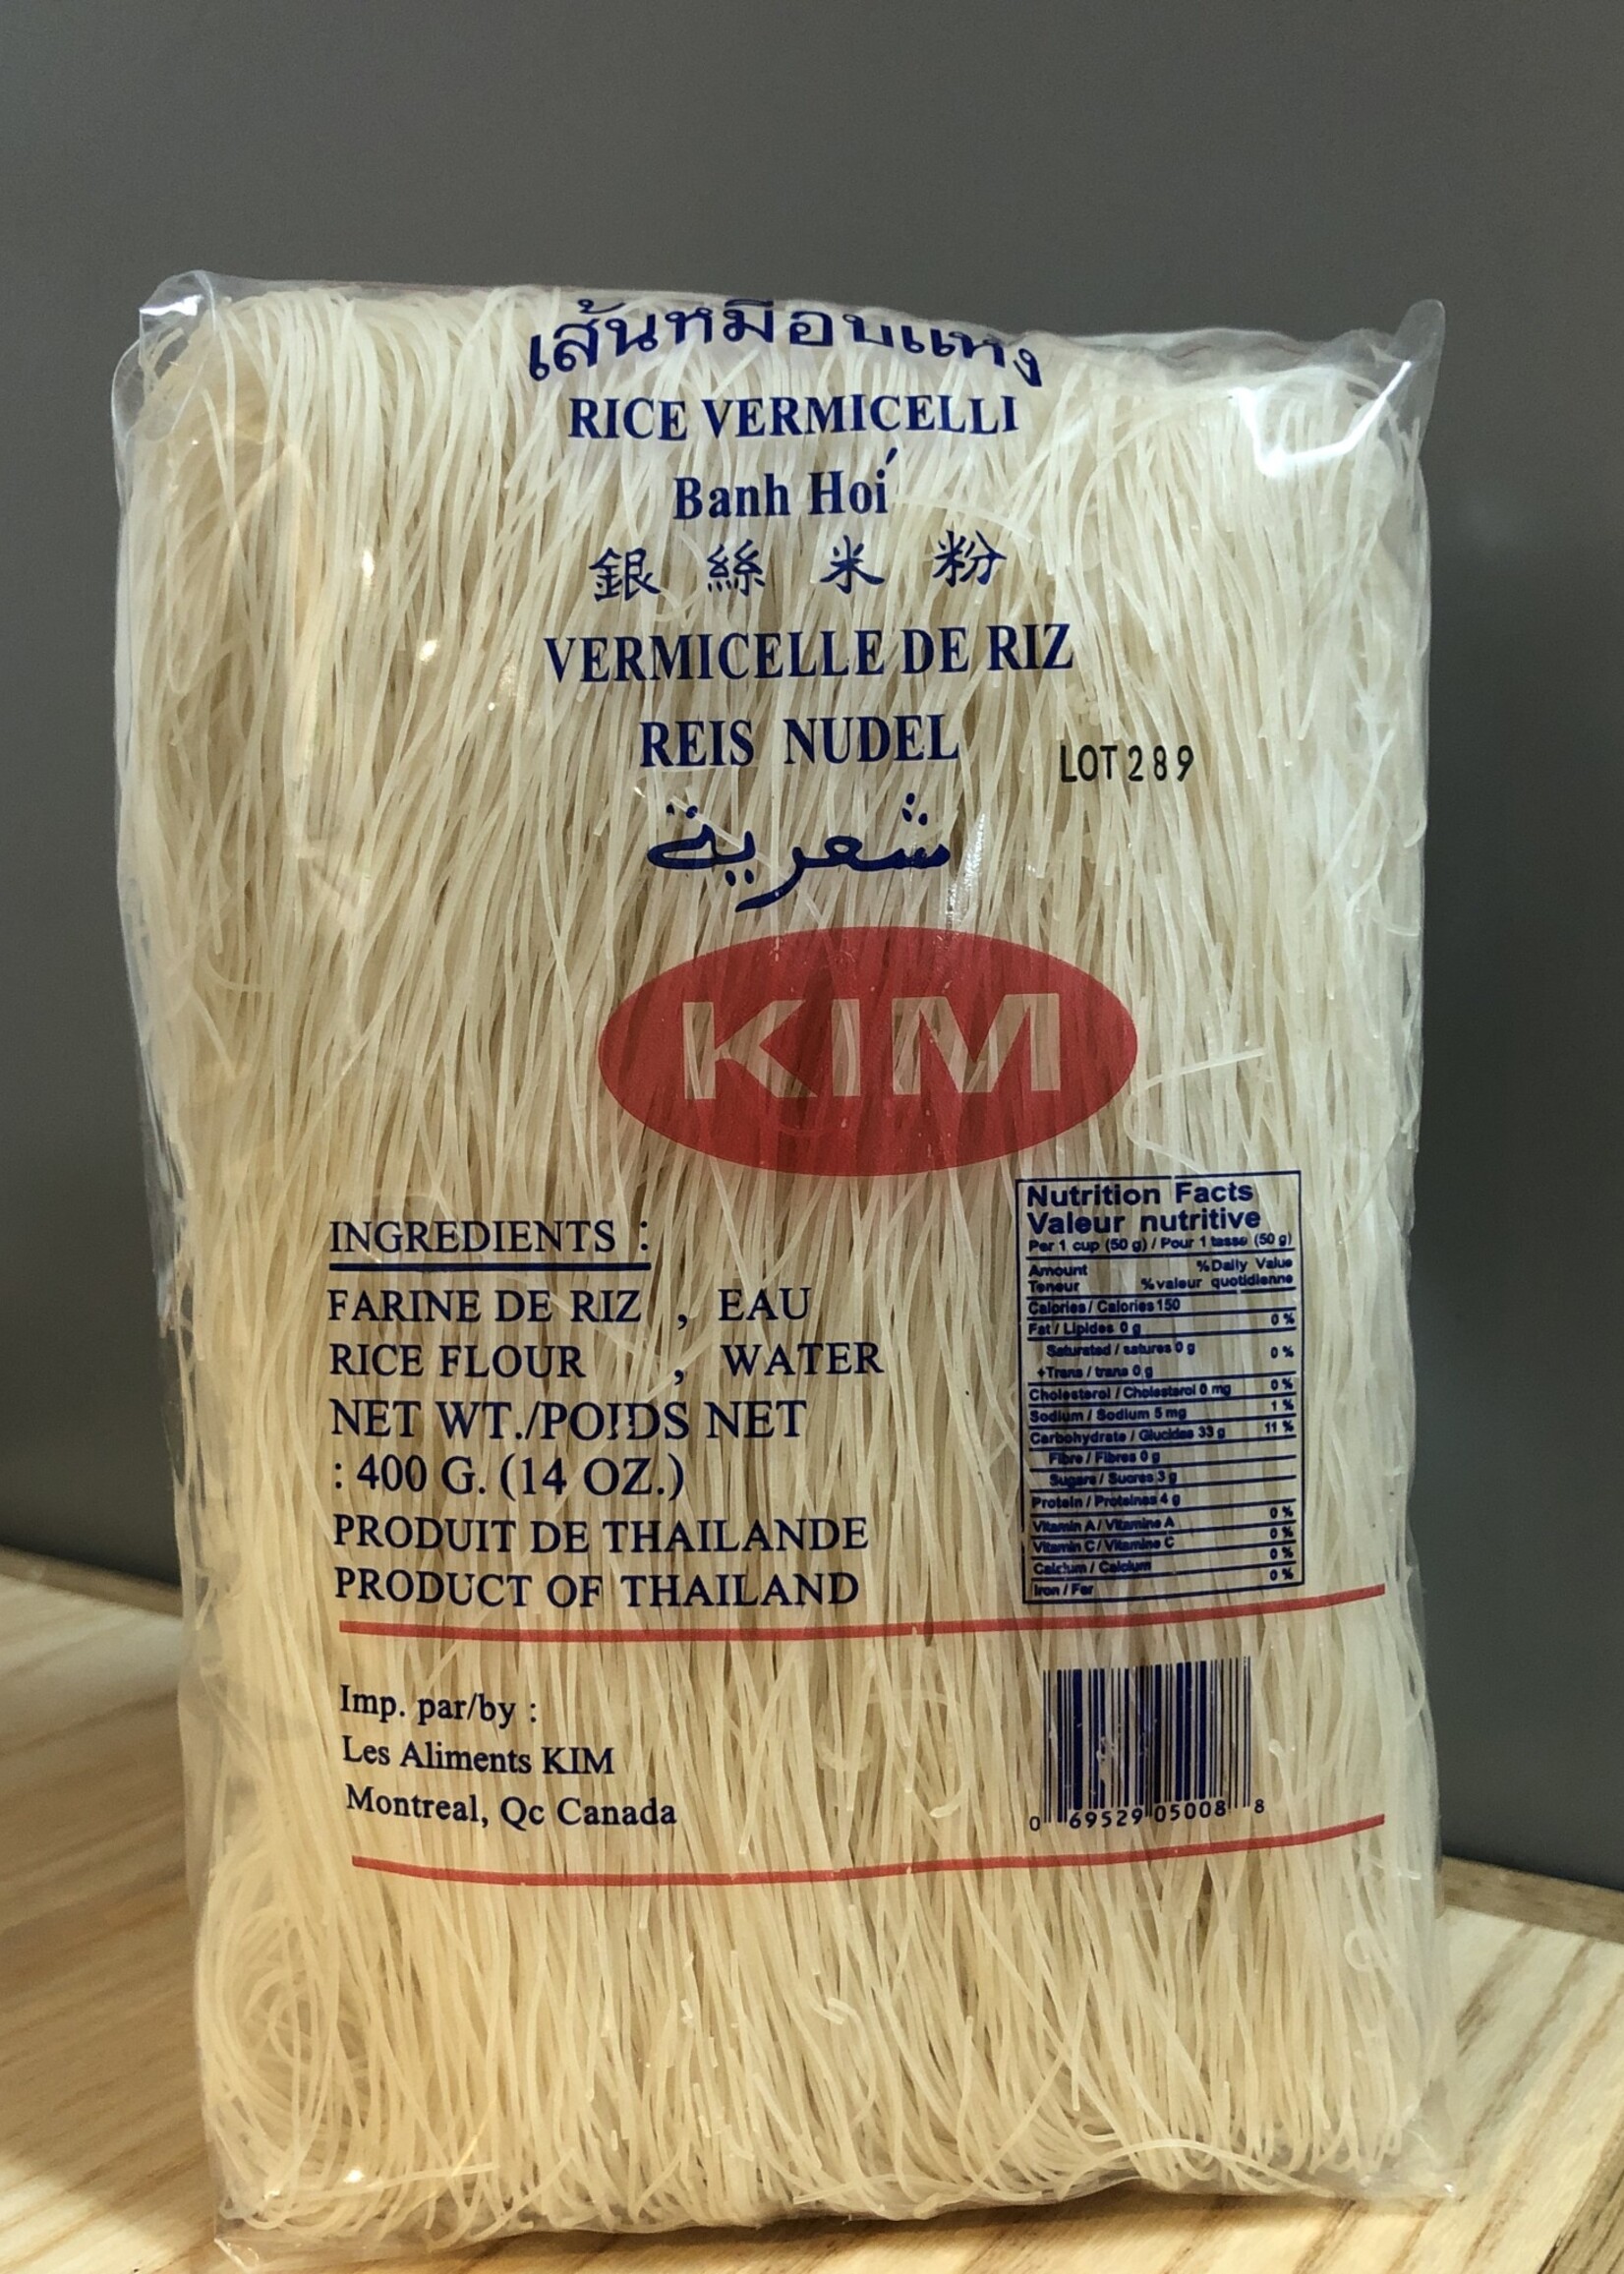 เส้นหมี่อบแห้ง
RICE VERMICELLI
Banh Hoí
銀 絲 米 粉
VERMICELLE DE RIZ
REIS NUDEL
LOT 289
شعرية
KIM
INGREDIENTS :
FARINE DE RIZ , EAU
RICE FLOUR , WATER
NET WT./POIDS NET
: 400 G. (14 OZ.)
PRODUIT DE THAILANDE
PRODUCT OF THAILAND
Nutrition Facts
Valeur nutritive
Per 1 cup (50 g) / Pour 1 tasse (50 g)
Amount % Daily Value
Teneur % valeur quotidienne
Calories / Calories 150
Fat / Lipides 0 g 0 %
Saturated / satures 0 g 0 %
+Trans / trans 0 g
Cholesterol / Cholesterol 0 mg 0 %
Sodium / Sodium 5 mg 1 %
Carbohydrate / Glucides 33 g 11 %
Fibre / Fibres 0 g
Sugars / Sucres 3 g
Protein / Proteines 4 g
Vitamin A / Vitamine A 0 %
Vitamin C / Vitamine C 0 %
Calcium / Calcium 0 %
Iron / Fer 0 %
Imp. par/by :
Les Aliments KIM
Montreal, Qc Canada
0 69529 05008 8